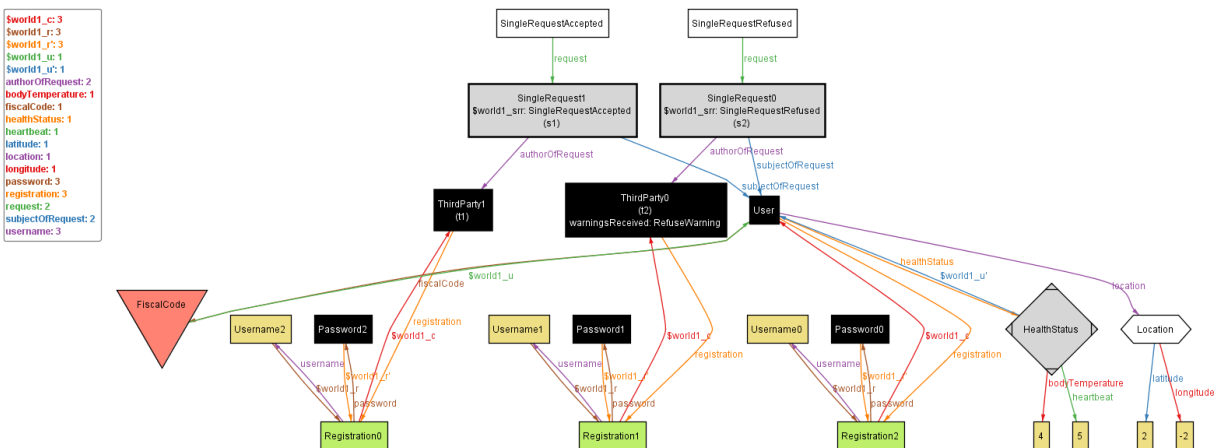 $world1_c: 3
$world1_r: 3
$world1_r': 3
$world1_u: 1
$world1_u': 1
authorOfRequest: 2
bodyTemperature: 1
fiscalCode: 1
healthStatus: 1
heartbeat: 1
latitude: 1
location: 1
longitude: 1
password: 3
registration: 3
request: 2
subjectOfRequest: 2
username: 3
SingleRequestAccepted
SingleRequestRefused
request
request
SingleRequest1
$world1_srr: SingleRequestAccepted
(s1)
SingleRequest0
$world1_srr: SingleRequestRefused
(s2)
authorOfRequest
authorOfRequest
subjectOfRequest
subjectOfRequest
ThirdParty1
(t1)
ThirdParty0
(t2)
warningsReceived: RefuseWarning
User
healthStatus
$world1_u'
$world1_u
fiscalCode
location
FiscalCode
Username2
Password2
registration
$world1_c
Username1
Password1
$world1_c
Username0
Password0
$world1_c
registration
HealthStatus
Location
username
$world1_r'
$world1_r
password
username
$world1_r'
$world1_r
password
username
$world1_r'
$world1_r
password
bodyTemperature
heartbeat
latitude
longitude
Registration0
Registration1
Registration2
4
5
2
-2